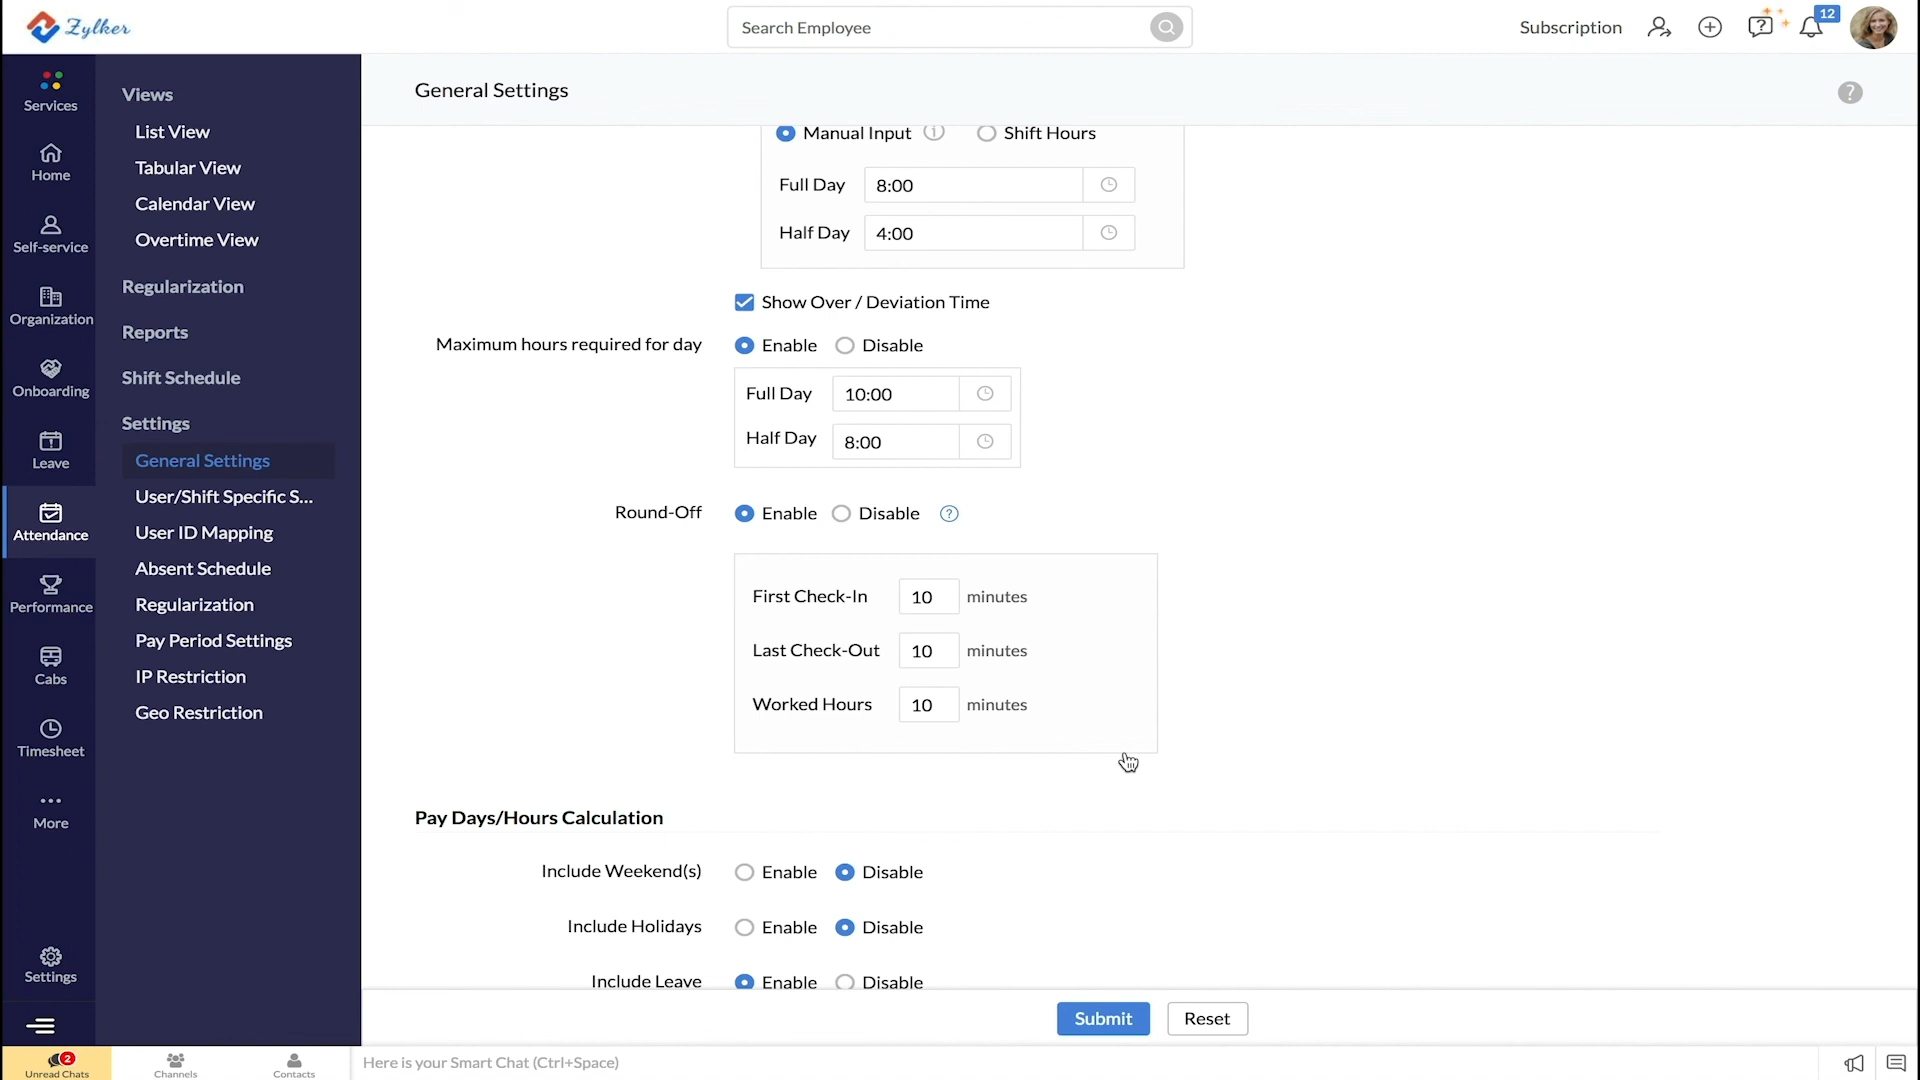 Zylker
Search Employee
Subscription
12
Services
Home
Self-service
Organization
Onboarding
Leave
Attendance
Performance
Cabs
Timesheet
More
Settings
Views
List View
Tabular View
Calendar View
Overtime View
Regularization
Reports
Shift Schedule
Settings
General Settings
User/Shift Specific S...
User ID Mapping
Absent Schedule
Regularization
Pay Period Settings
IP Restriction
Geo Restriction
General Settings
?
Manual Input Shift Hours
Full Day 8:00
Half Day 4:00
Show Over / Deviation Time
Maximum hours required for day Enable Disable
Full Day 10:00
Half Day 8:00
Round-Off Enable Disable ?
First Check-In 10 minutes
Last Check-Out 10 minutes
Worked Hours 10 minutes
Pay Days/Hours Calculation
Include Weekend(s) Enable Disable
Include Holidays Enable Disable
Include Leave Enable Disable
Submit Reset
2
Unread Chats Channels Contacts Here is your Smart Chat (Ctrl+Space)